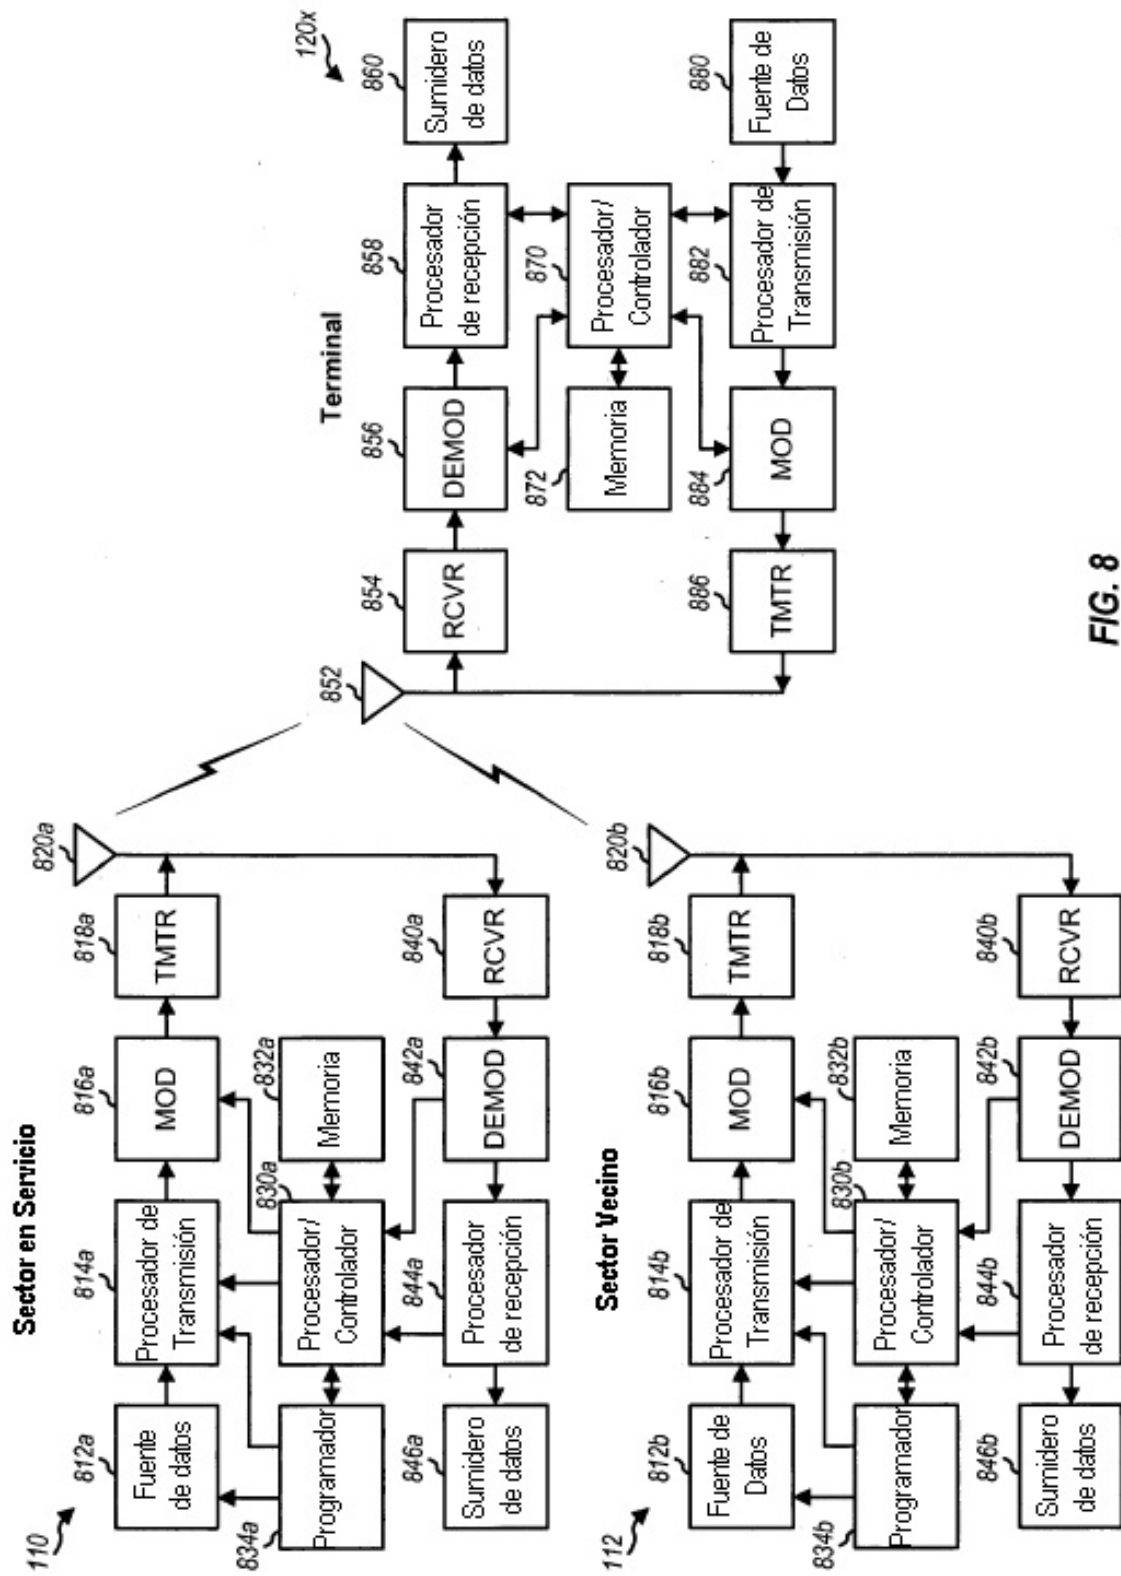 Sector en Servicio
110
812a
Fuente
de datos
814a
Procesador de
Transmisión
816a
MOD
818a
TMTR
820a
834a
Programador
830a
Procesador/
Controlador
832a
Memoria
846a
Sumidero
de datos
844a
Procesador
de recepción
842a
DEMOD
840a
RCVR
Sector Vecino
112
812b
Fuente de
Datos
814b
Procesador de
Transmisión
816b
MOD
818b
TMTR
820b
834b
Programador
830b
Procesador/
Controlador
832b
Memoria
846b
Sumidero
de datos
844b
Procesador
de recepción
842b
DEMOD
840b
RCVR
Terminal
120x
852
854
RCVR
856
DEMOD
858
Procesador
de recepción
860
Sumidero
de datos
872
Memoria
870
Procesador/
Controlador
886
TMTR
884
MOD
882
Procesador de
Transmisión
880
Fuente de
Datos
FIG. 8